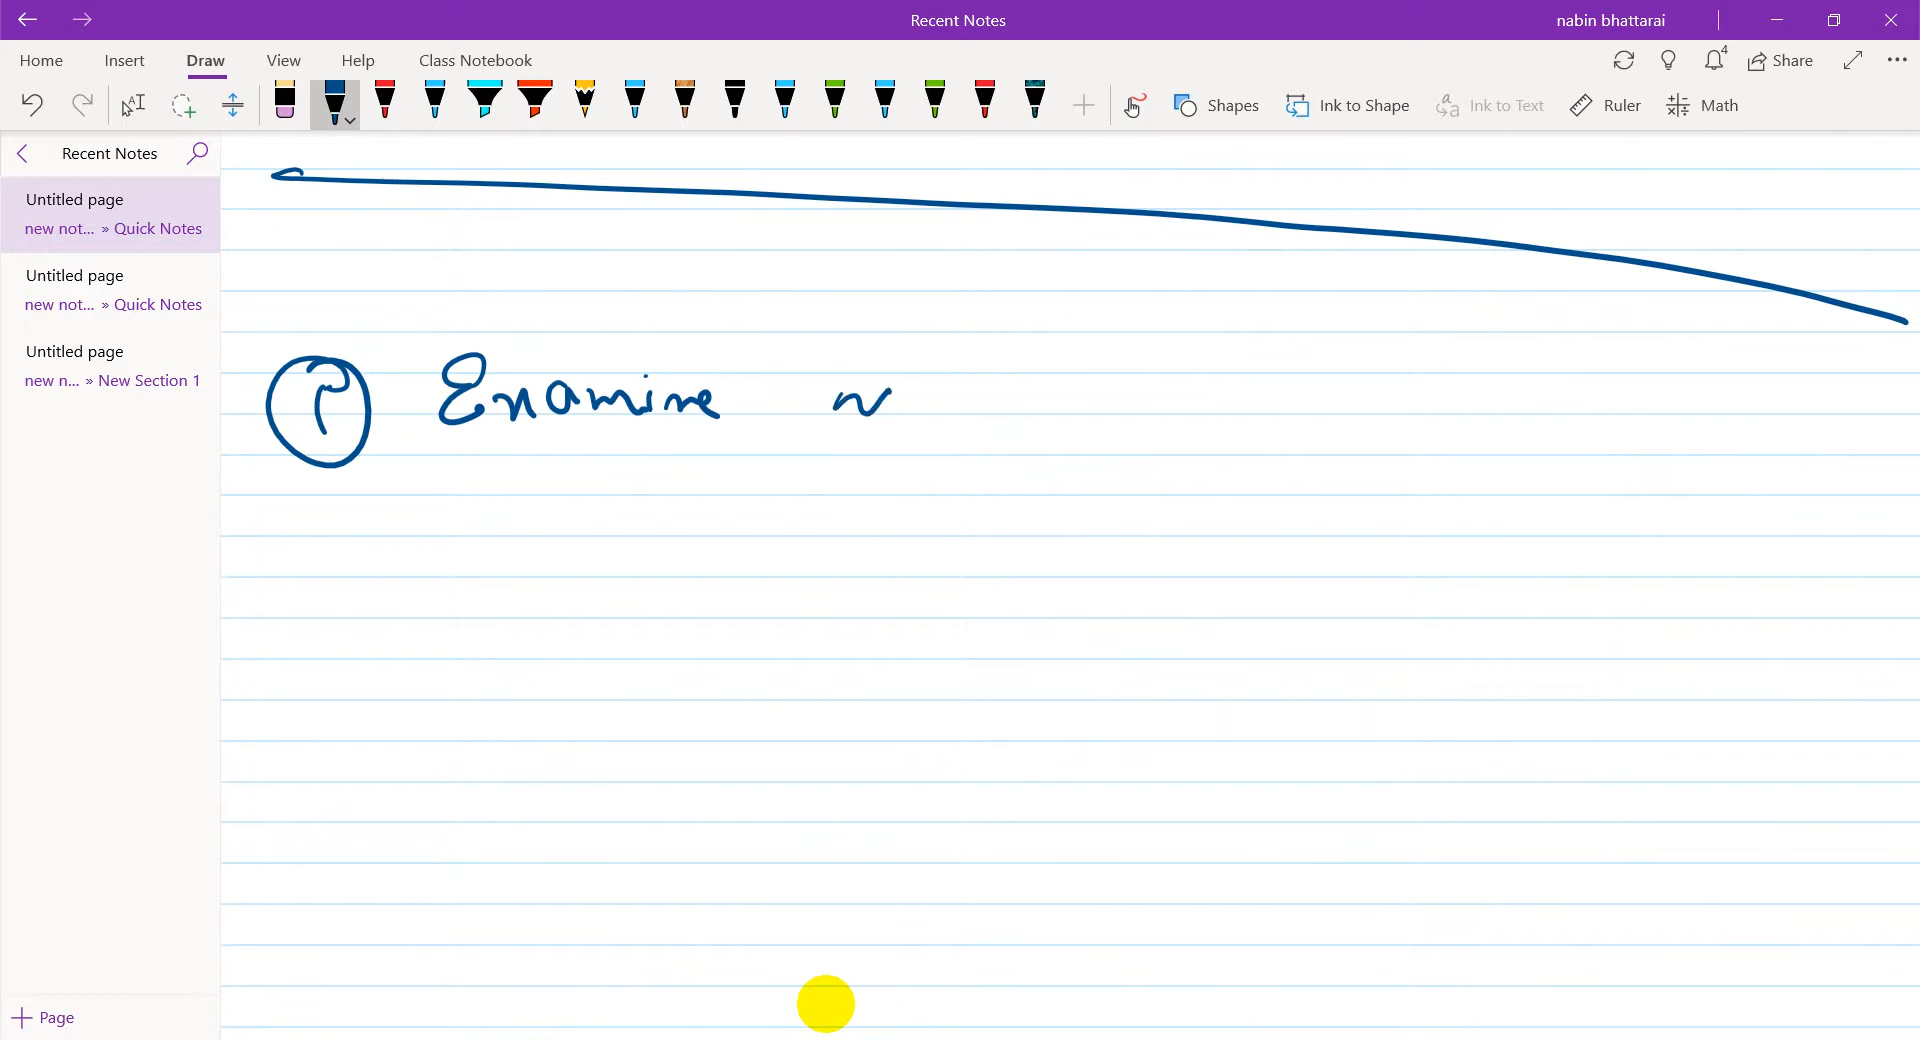 Recent Notes
nabin bhattarai
Home Insert Draw View Help Class Notebook
4
Share
AI
Shapes Ink to Shape Ink to Text Ruler Math
Recent Notes
Untitled page
new not... » Quick Notes
Untitled page
new not... » Quick Notes
Untitled page
new n... » New Section 1
Examine
Page